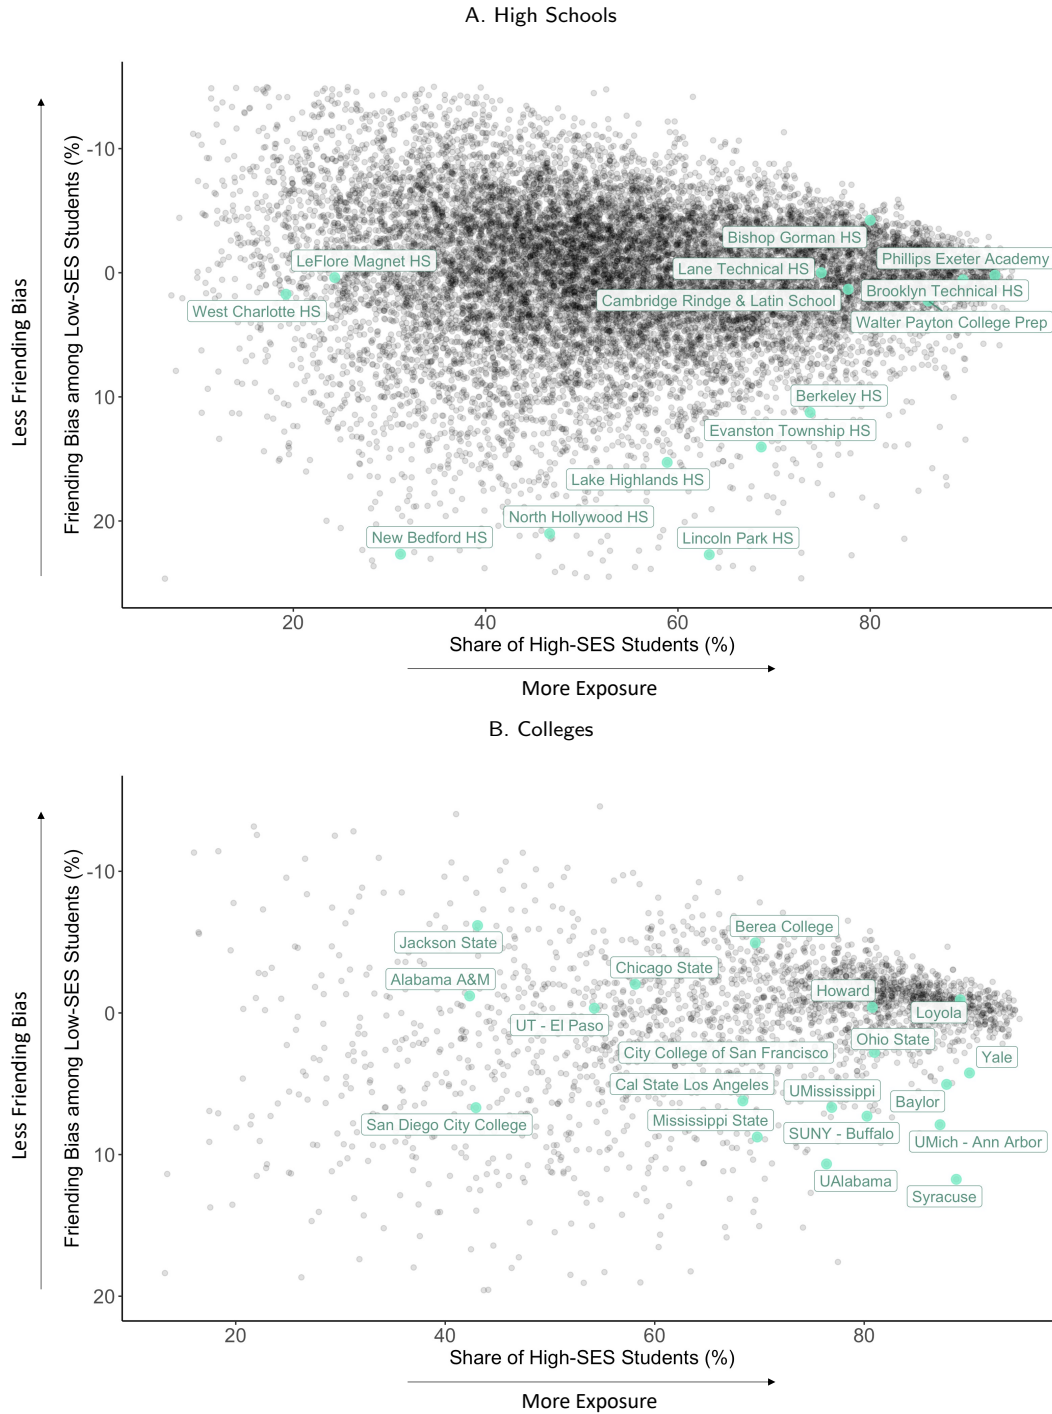 A. High Schools
Less Friending Bias
Friending Bias among Low-SES Students (%)
-10
0
10
20
Bishop Gorman HS
LeFlore Magnet HS
Phillips Exeter Academy
Lane Technical HS
Brooklyn Technical HS
Cambridge Rindge & Latin School
West Charlotte HS
Walter Payton College Prep
Berkeley HS
Evanston Township HS
Lake Highlands HS
North Hollywood HS
New Bedford HS
Lincoln Park HS
20
40
60
80
Share of High-SES Students (%)
More Exposure
B. Colleges
Less Friending Bias
Friending Bias among Low-SES Students (%)
-10
0
10
20
Berea College
Jackson State
Chicago State
Alabama A&M
Howard
Loyola
UT - El Paso
Ohio State
City College of San Francisco
Yale
Cal State Los Angeles
UMississippi
Baylor
Mississippi State
San Diego City College
SUNY - Buffalo
UMich - Ann Arbor
UAlabama
Syracuse
20
40
60
80
Share of High-SES Students (%)
More Exposure